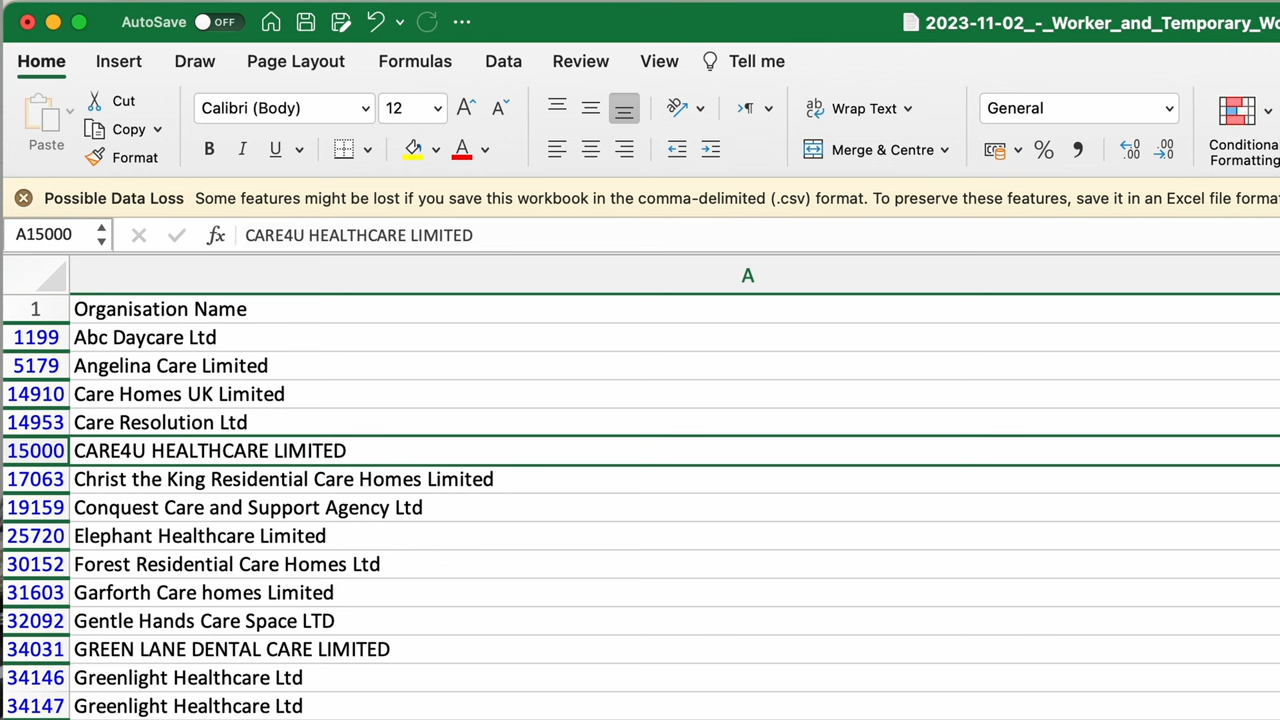 AutoSave OFF
2023-11-02_-_Worker_and_Temporary_Wo
Home Insert Draw Page Layout Formulas Data Review View Tell me
Paste
Cut
Copy
Format
Calibri (Body) 12
B I U
Wrap Text
Merge & Centre
General
Conditiona
Formatting
Possible Data Loss Some features might be lost if you save this workbook in the comma-delimited (.csv) format. To preserve these features, save it in an Excel file forma
A15000 fx CARE4U HEALTHCARE LIMITED
A
1 Organisation Name
1199 Abc Daycare Ltd
5179 Angelina Care Limited
14910 Care Homes UK Limited
14953 Care Resolution Ltd
15000 CARE4U HEALTHCARE LIMITED
17063 Christ the King Residential Care Homes Limited
19159 Conquest Care and Support Agency Ltd
25720 Elephant Healthcare Limited
30152 Forest Residential Care Homes Ltd
31603 Garforth Care homes Limited
32092 Gentle Hands Care Space LTD
34031 GREEN LANE DENTAL CARE LIMITED
34146 Greenlight Healthcare Ltd
34147 Greenlight Healthcare Ltd